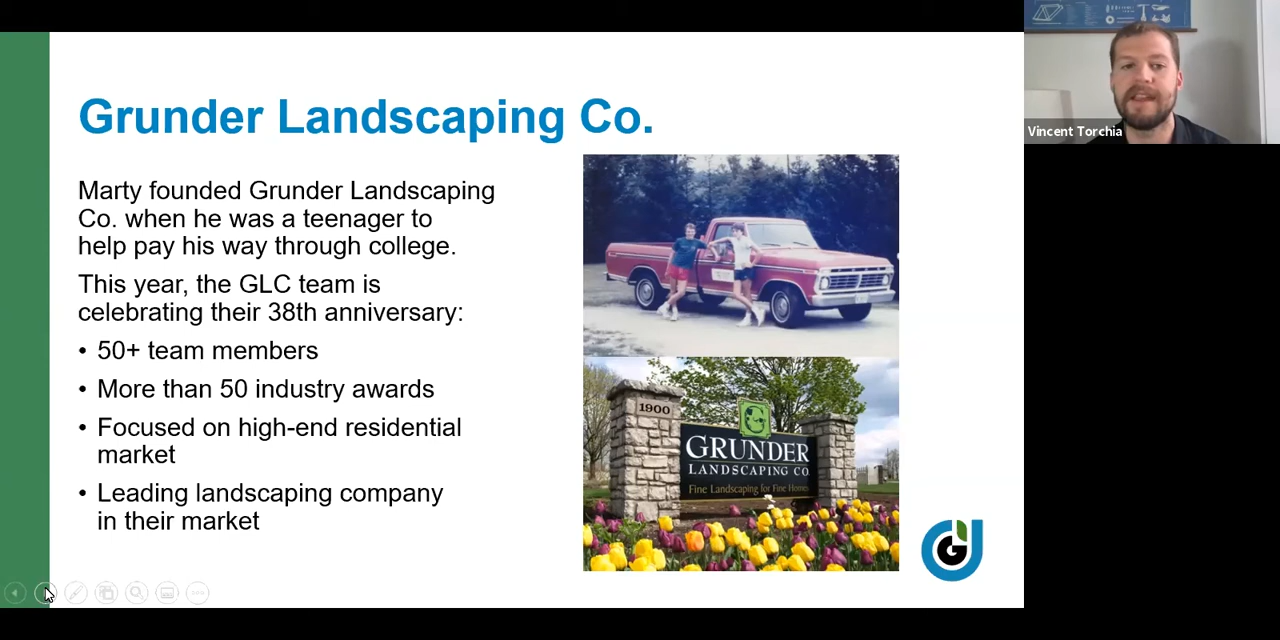 Grunder Landscaping Co.
Marty founded Grunder Landscaping
Co. when he was a teenager to
help pay his way through college.
This year, the GLC team is
celebrating their 38th anniversary:
• 50+ team members
• More than 50 industry awards
• Focused on high-end residential
market
• Leading landscaping company
in their market
1900
GRUNDER
LANDSCAPING CO
Fine Landscaping for Fine Homes
G
Vincent Torchia